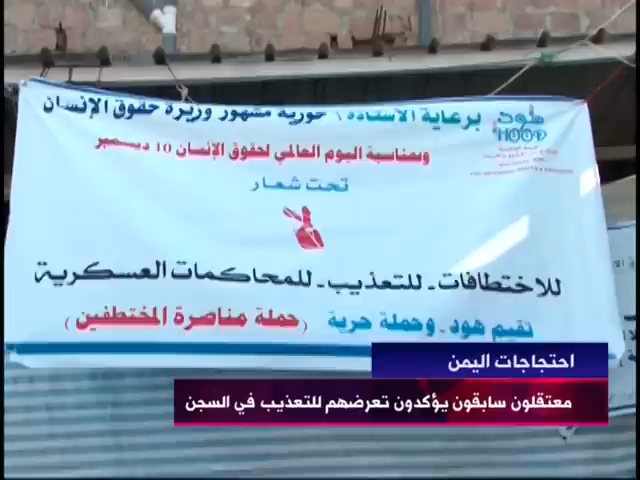 برعاية الأستاذة / حورية مشهور وزيرة حقوق الإنسان
هود
HOOD
وبمناسبة اليوم العالمي لحقوق الإنسان 10 ديسمبر
تحت شعار
للاختطافات - للتعذيب - للمحاكمات العسكرية
تقيم هود - وحملة حرية (حملة مناصرة المختطفين)
احتجاجات اليمن
معتقلون سابقون يؤكدون تعرضهم للتعذيب في السجن